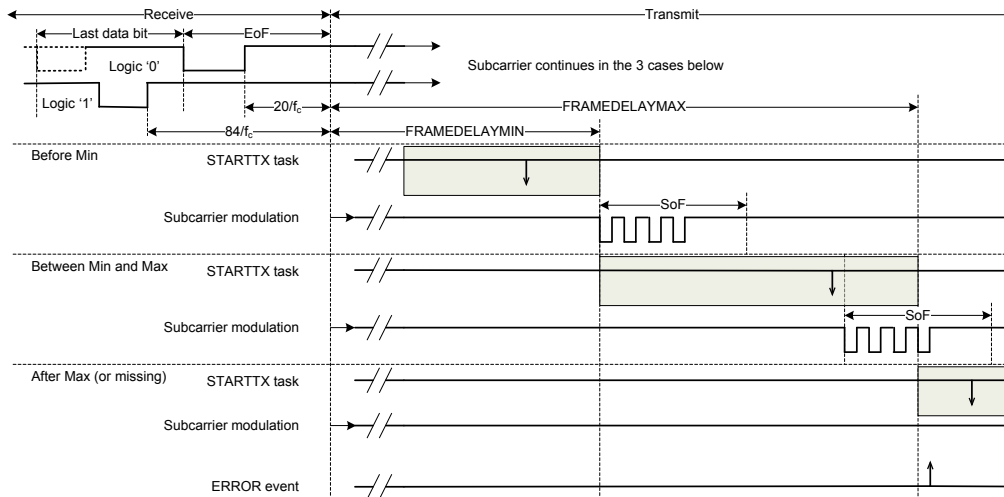 Receive
Transmit
Last data bit
EoF
Logic ‘0’
Subcarrier continues in the 3 cases below
Logic ‘1’
20/fc
FRAMEDELAYMAX
84/fc
FRAMEDELAYMIN
Before Min
STARTTX task
SoF
Subcarrier modulation
Between Min and Max
STARTTX task
SoF
Subcarrier modulation
After Max (or missing)
STARTTX task
Subcarrier modulation
ERROR event